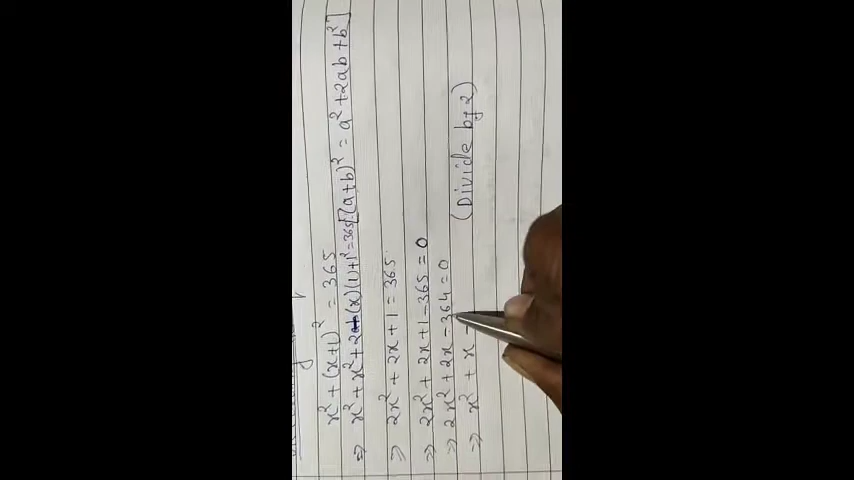 x² + (x+1)² = 365
⇒ x² + x² + 2(x)(1) + 1² = 365 [(a+b)² = a² + 2ab + b²]
⇒ 2x² + 2x + 1 = 365
⇒ 2x² + 2x + 1 - 365 = 0
⇒ 2x² + 2x - 364 = 0
⇒ x² + x - (Divide by 2)